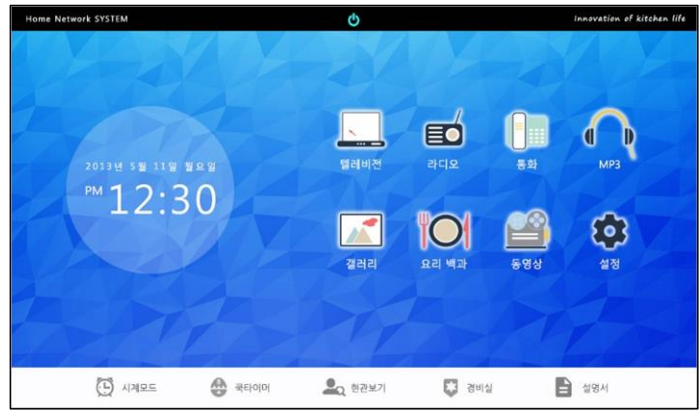 Home Network SYSTEM
Innovation of kitchen life
2013년 5월 11일 월요일
PM 12:30
텔레비전 라디오 통화 MP3
갤러리 요리 백과 동영상 설정
시계모드 쿡타이머 현관보기 경비실 설명서